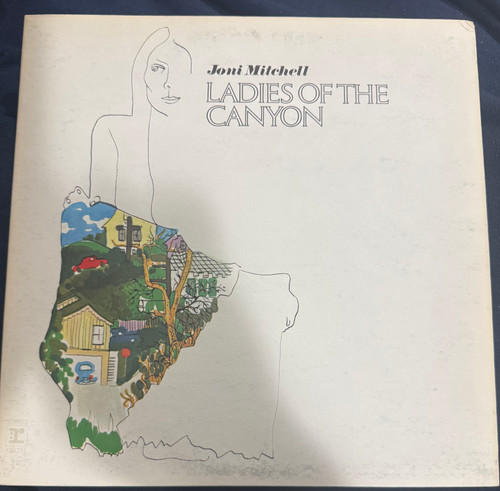 Joni Mitchell
LADIES OF THE
CANYON